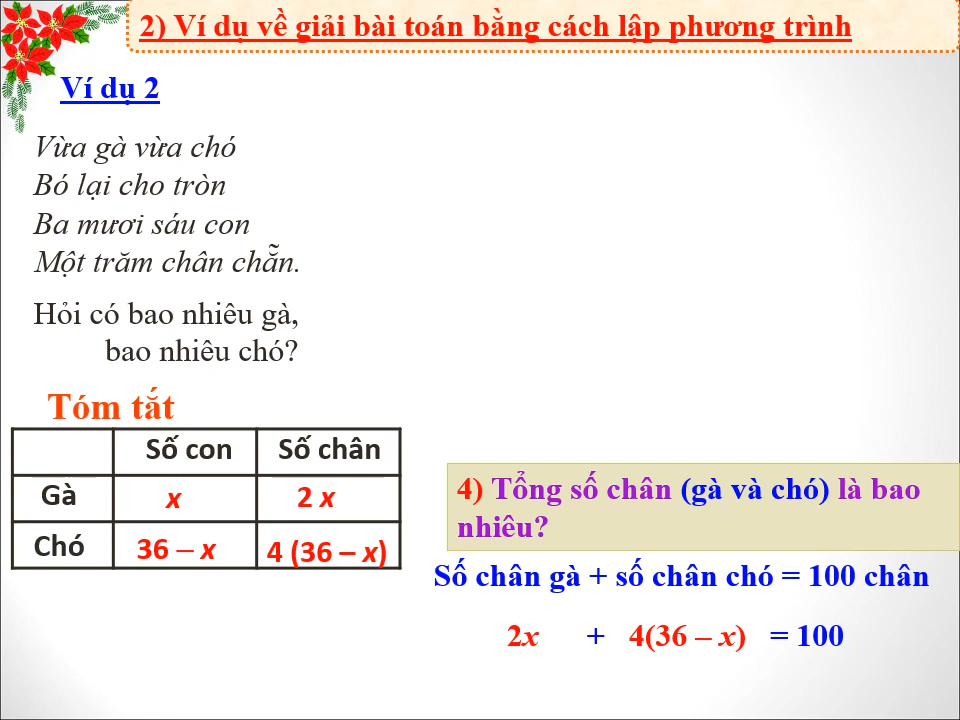 2) Ví dụ về giải bài toán bằng cách lập phương trình
Ví dụ 2
Vừa gà vừa chó
Bó lại cho tròn
Ba mươi sáu con
Một trăm chân chẵn.
Hỏi có bao nhiêu gà,
bao nhiêu chó?
Tóm tắt
Số con Số chân
Gà x 2 x
Chó 36 – x 4 (36 – x)
4) Tổng số chân (gà và chó) là bao
nhiêu?
Số chân gà + số chân chó = 100 chân
2x + 4(36 – x) = 100